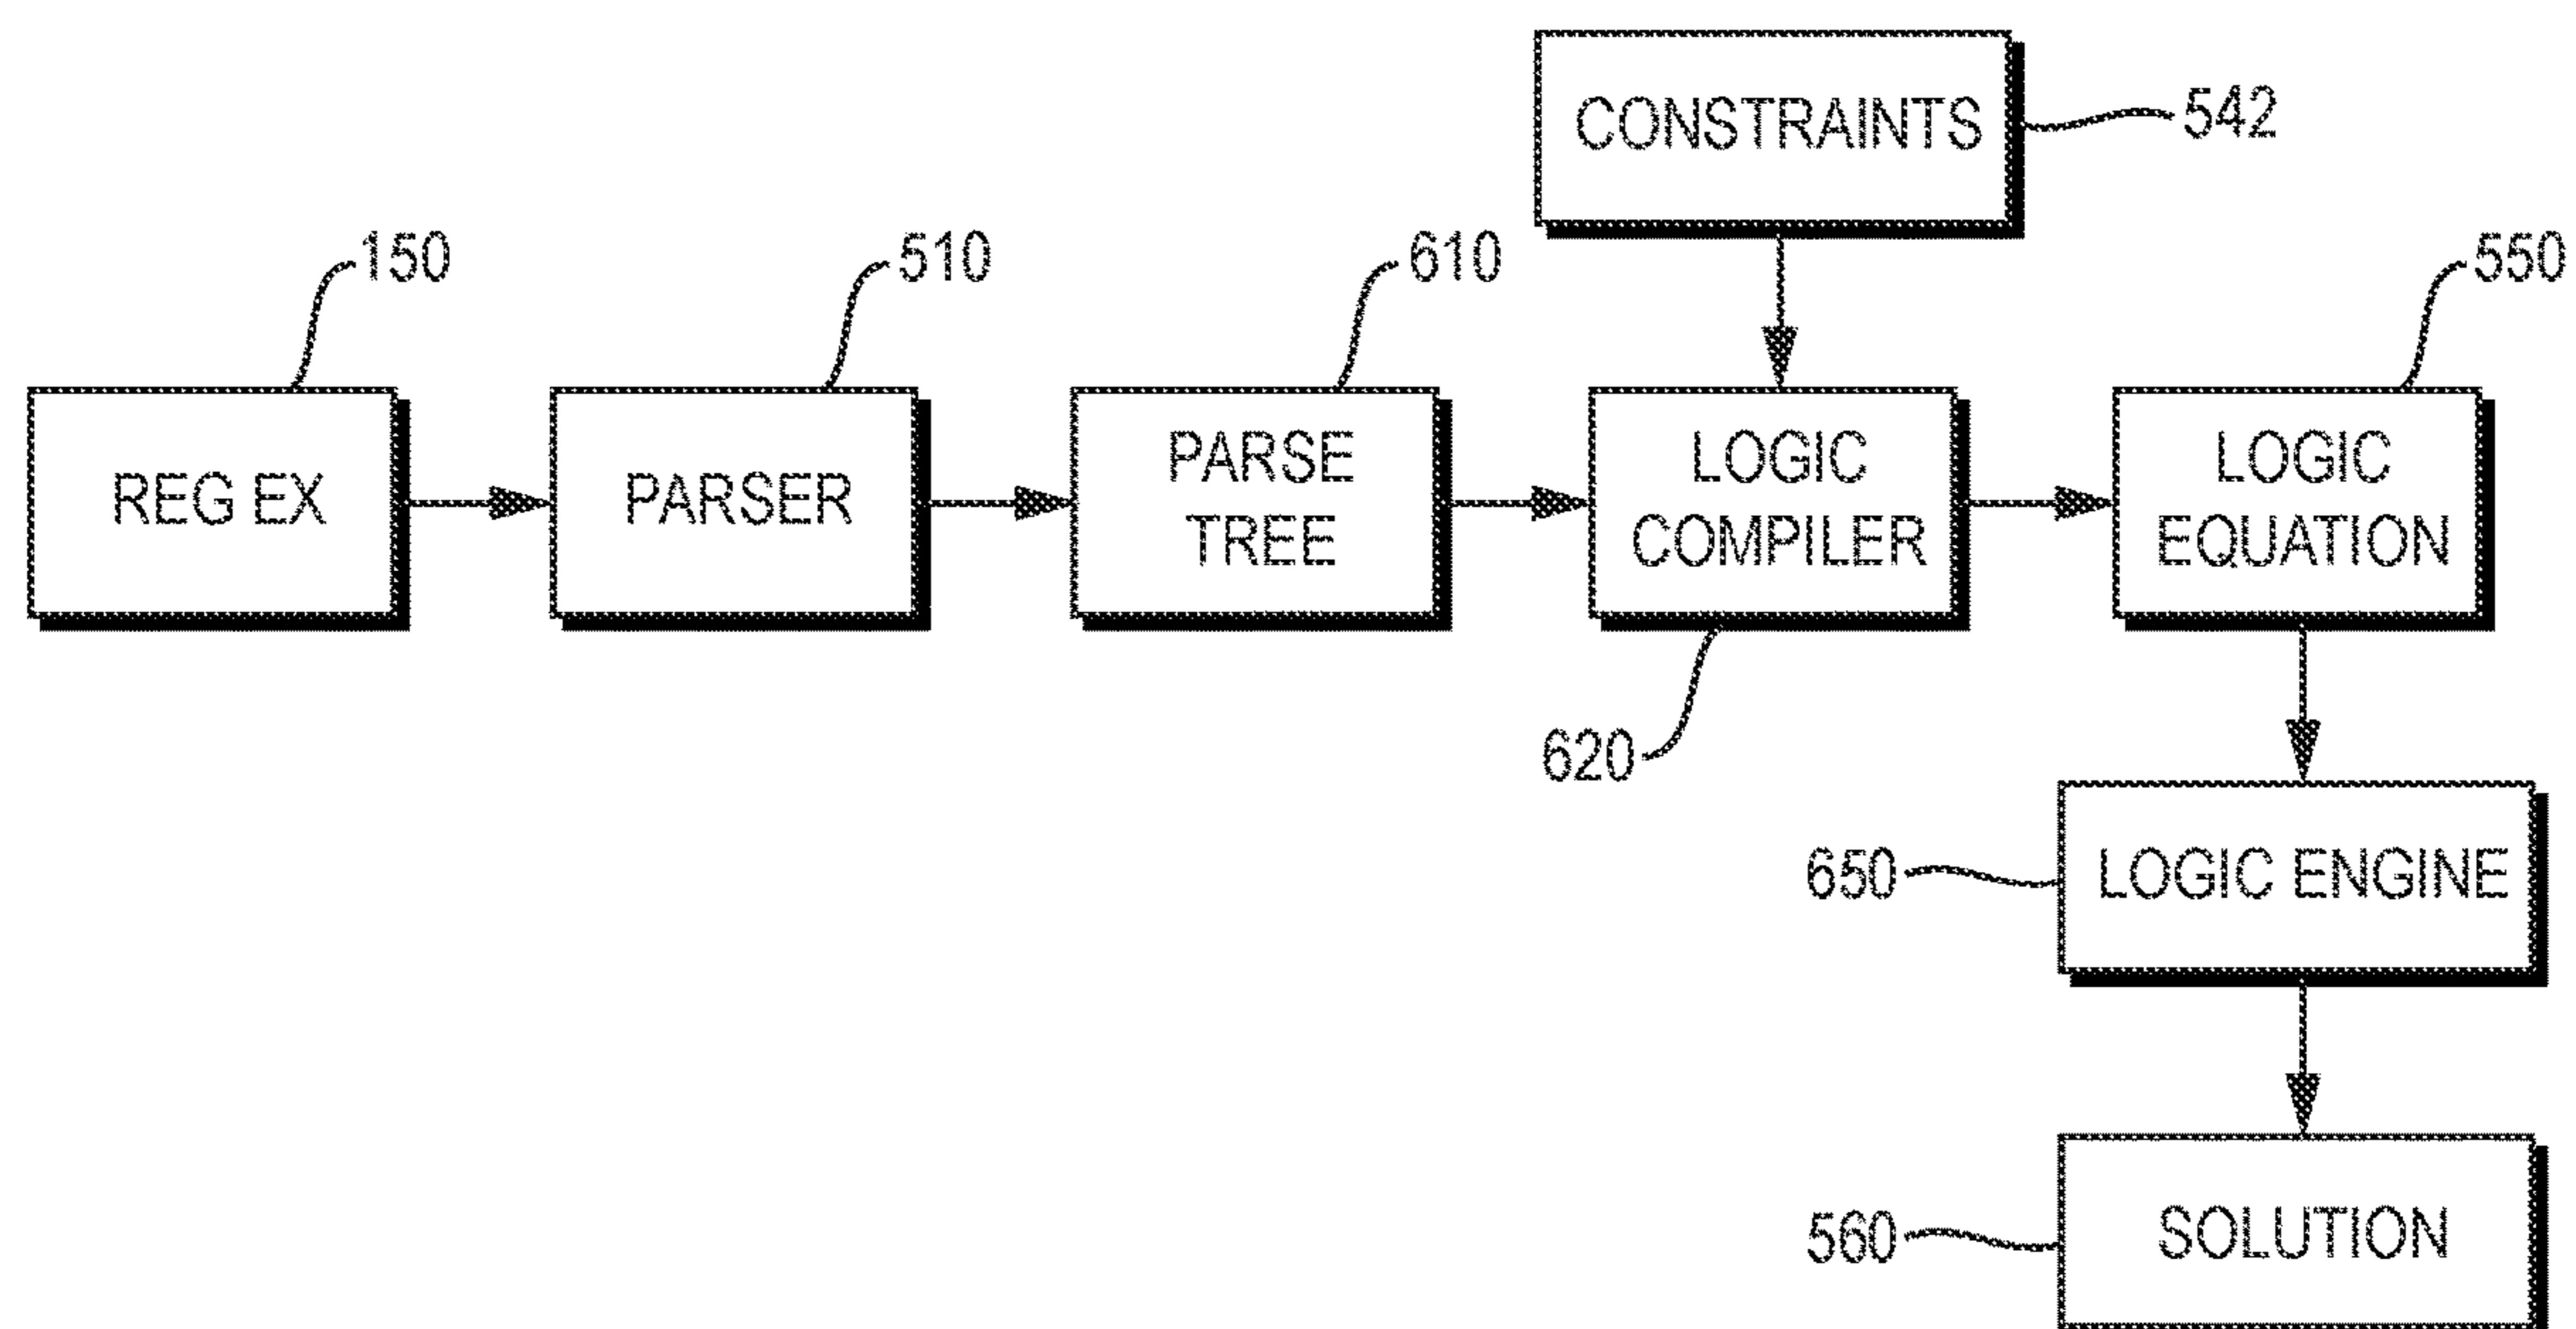 CONSTRAINTS
542
150
510
610
550
REG EX
PARSER
PARSE
TREE
LOGIC
COMPILER
LOGIC
EQUATION
620
650
LOGIC ENGINE
560
SOLUTION